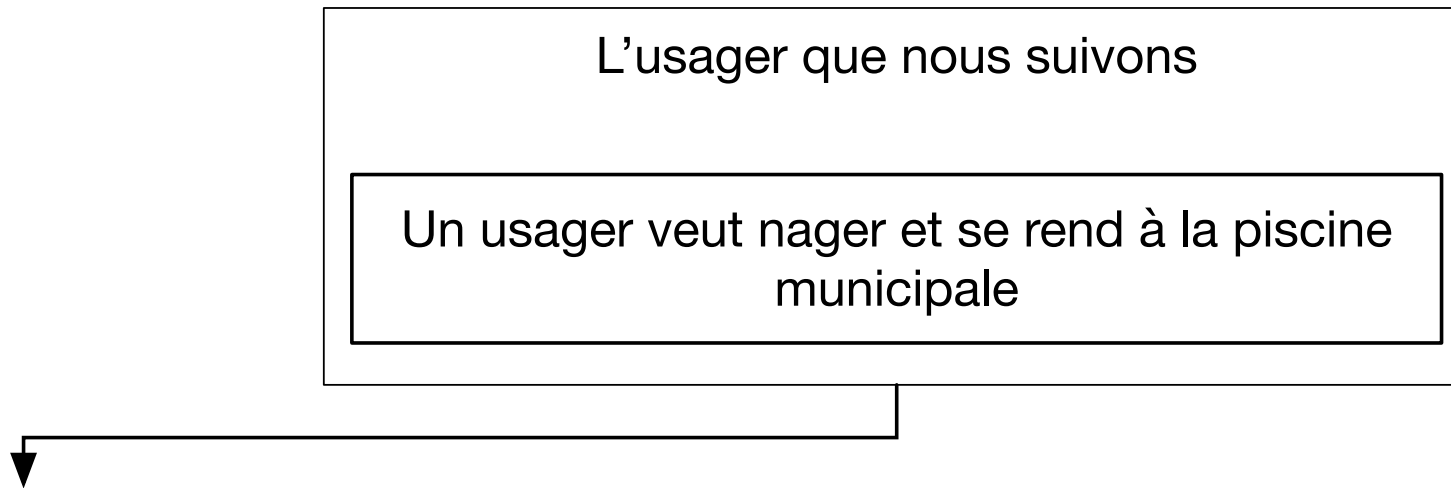 L’usager que nous suivons
Un usager veut nager et se rend à la piscine
municipale